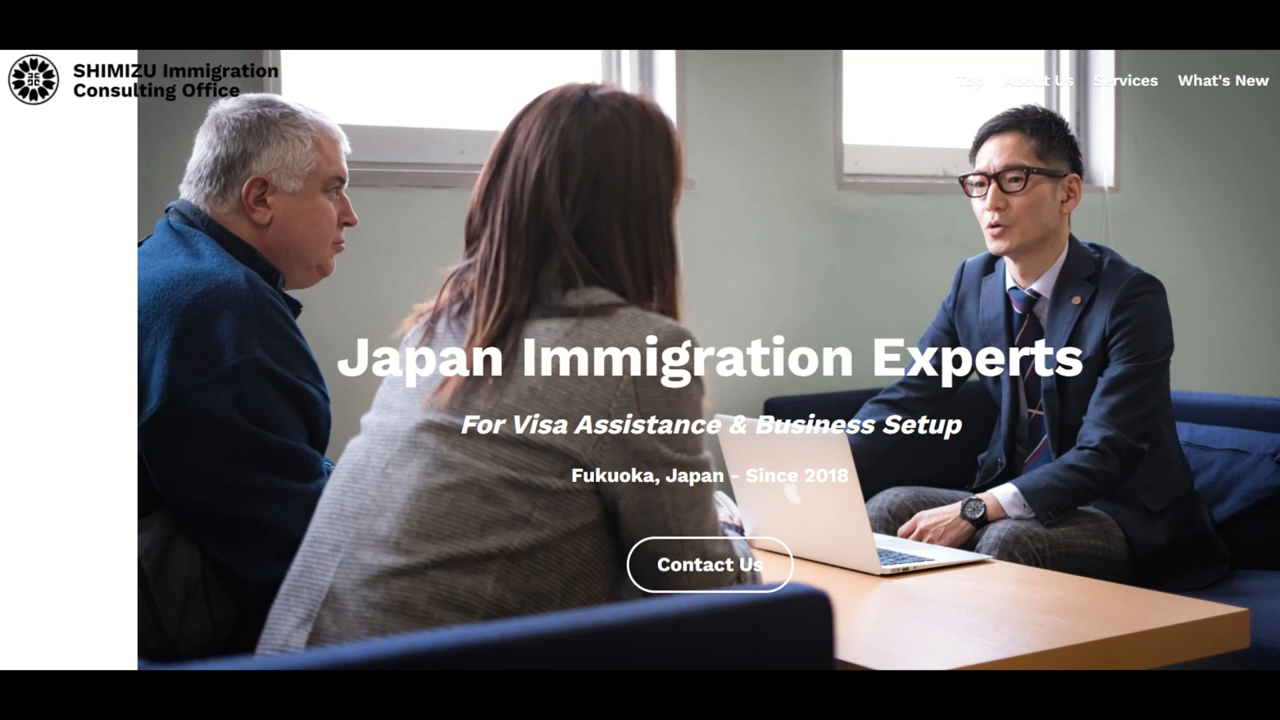 SHIMIZU Immigration
Consulting Office
Top About Us Services What's New
Japan Immigration Experts
For Visa Assistance & Business Setup
Fukuoka, Japan - Since 2018
Contact Us